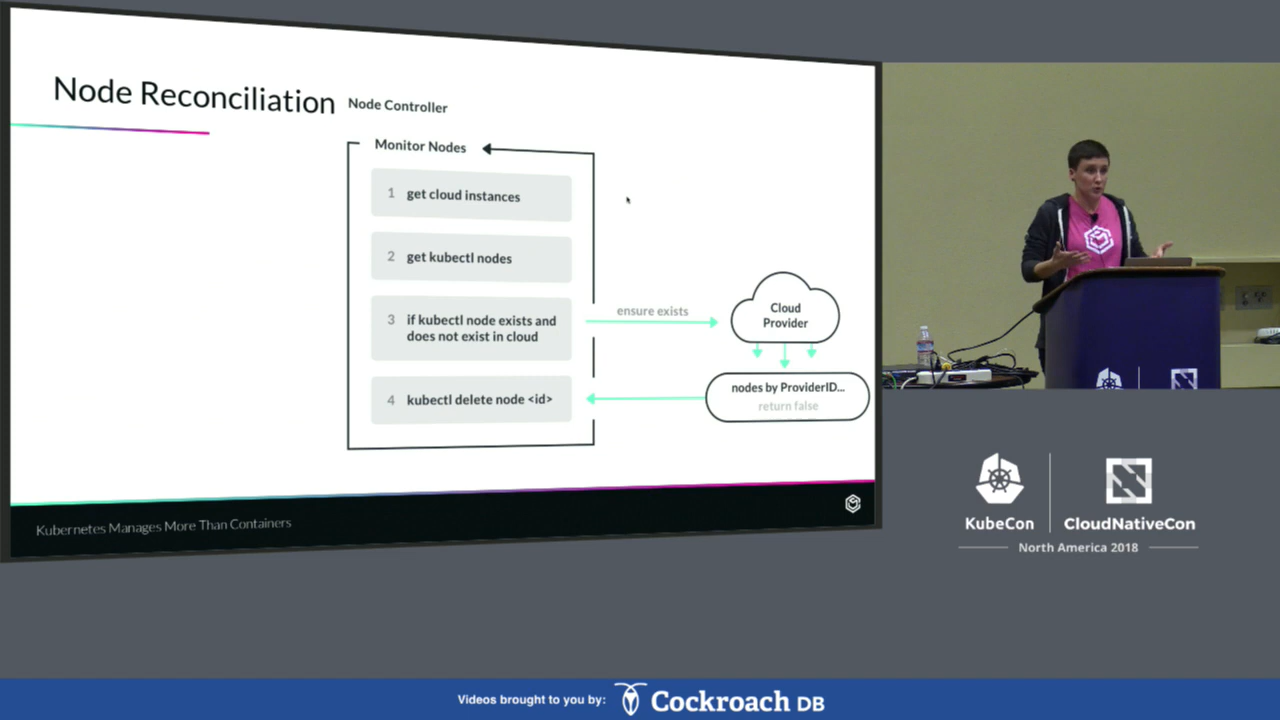 Node Reconciliation
Node Controller
Monitor Nodes
1 get cloud instances
2 get kubectl nodes
3 if kubectl node exists and
does not exist in cloud
4 kubectl delete node <id>
ensure exists
Cloud
Provider
nodes by ProviderID...
return false
Kubernetes Manages More Than Containers
KubeCon
CloudNativeCon
North America 2018
Videos brought to you by:
Cockroach DB